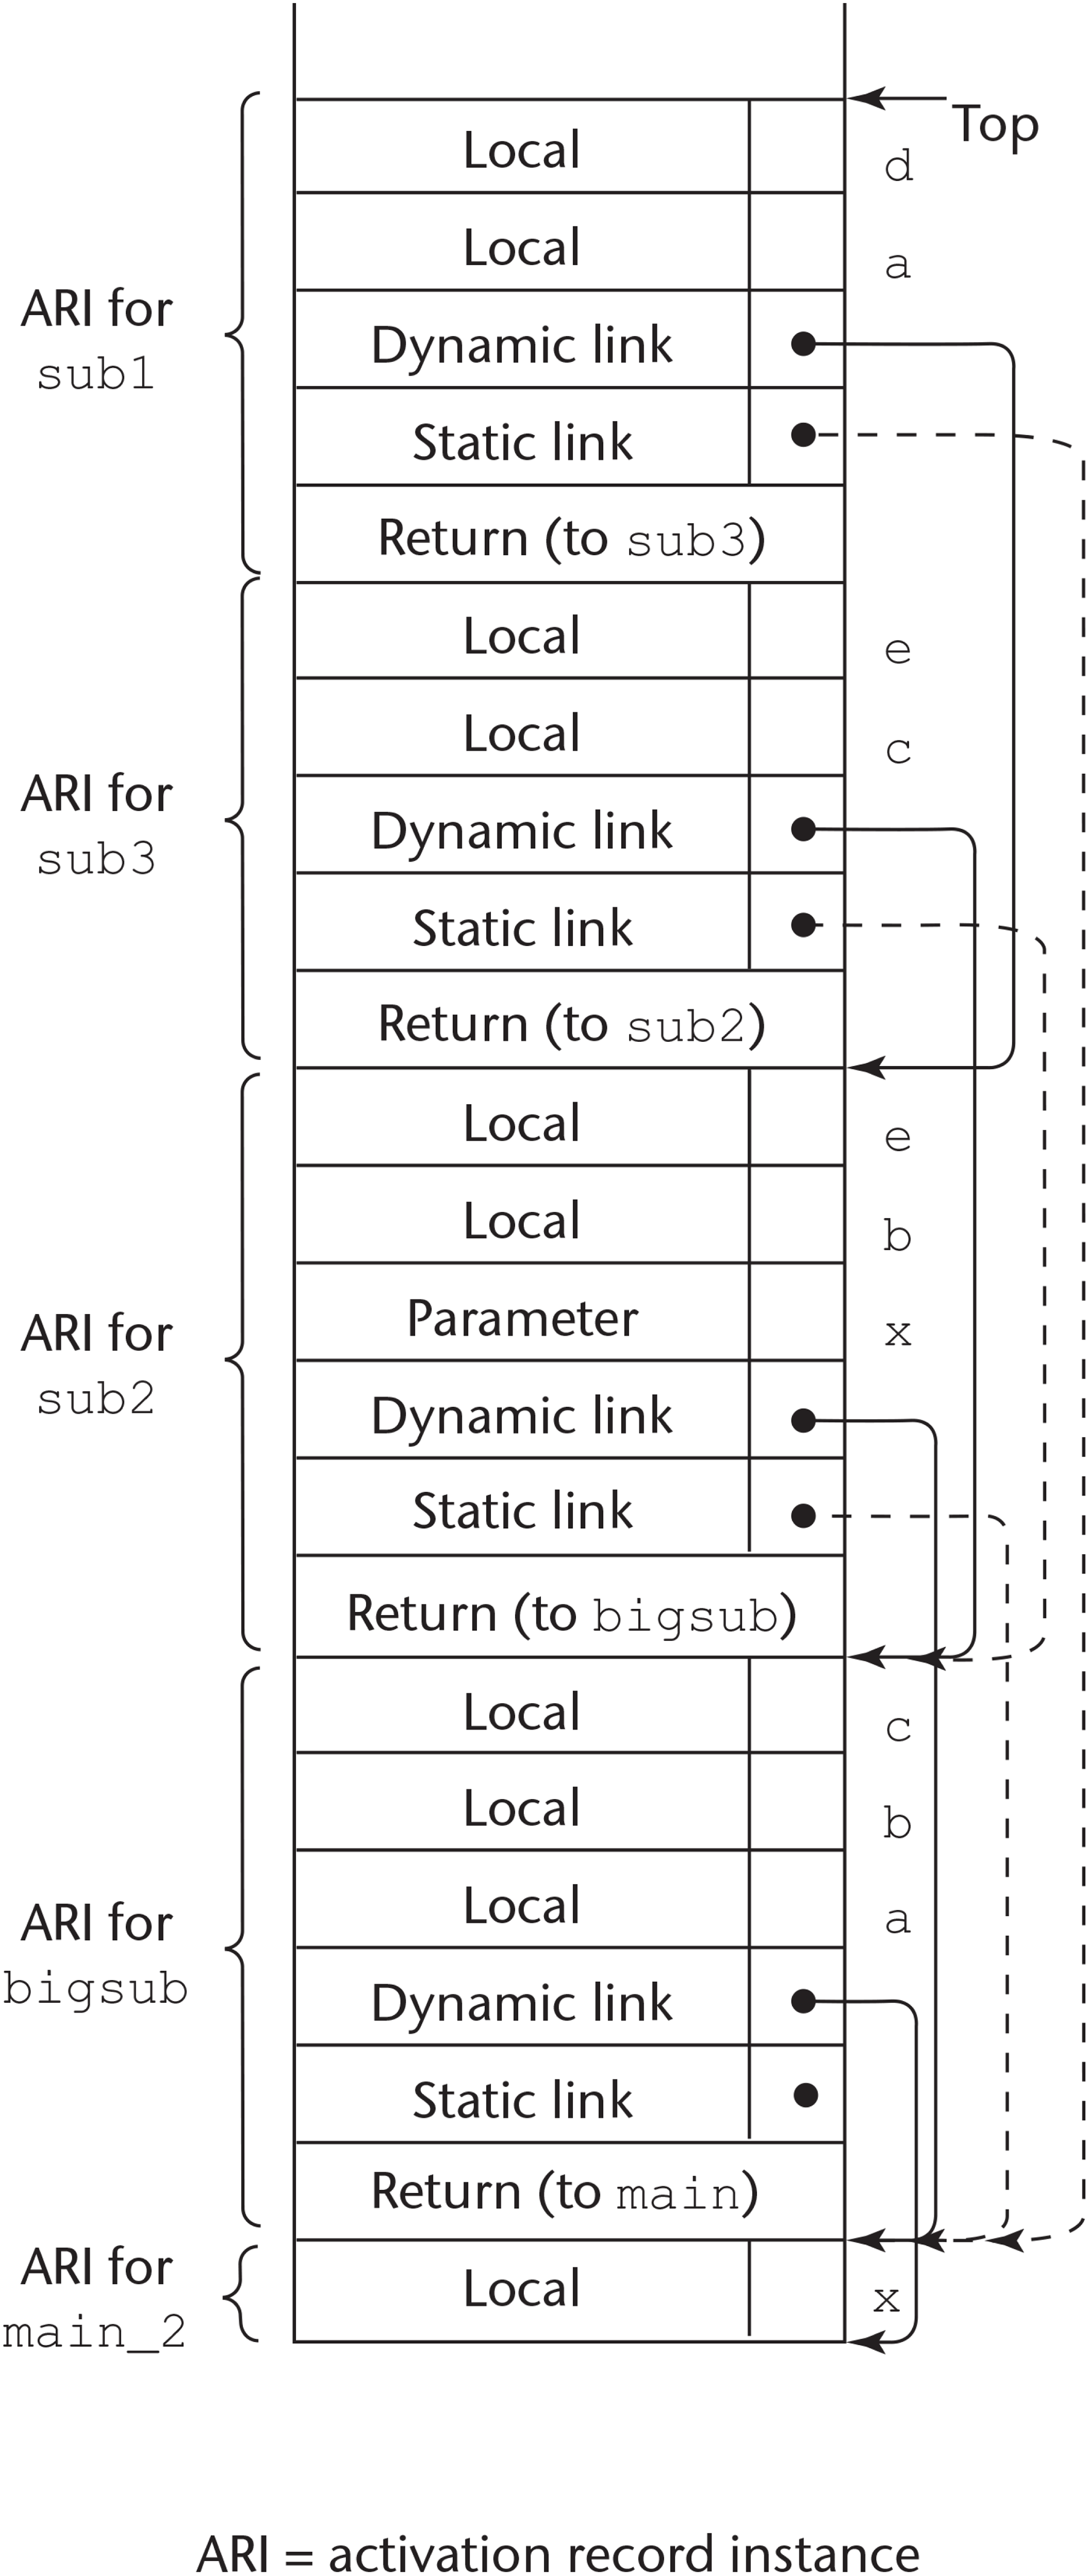 Top
Local
d
Local
a
ARI for
sub1
Dynamic link
Static link
Return (to sub3)
Local
e
Local
c
ARI for
sub3
Dynamic link
Static link
Return (to sub2)
Local
e
Local
b
Parameter
x
ARI for
sub2
Dynamic link
Static link
Return (to bigsub)
Local
c
Local
b
Local
a
ARI for
bigsub
Dynamic link
Static link
Return (to main)
ARI for
main_2
Local
x
ARI = activation record instance